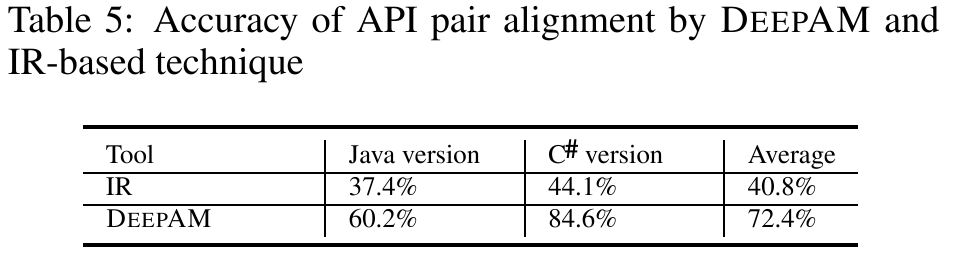 Table 5: Accuracy of API pair alignment by DEEPAM and
IR-based technique
Tool Java version C# version Average
IR 37.4% 44.1% 40.8%
DEEPAM 60.2% 84.6% 72.4%